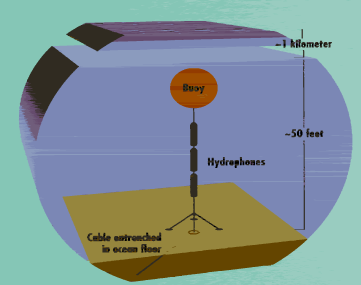 ~1 kilometer
Buoy
~50 feet
Hydrophones
Cable entrenched
in ocean floor